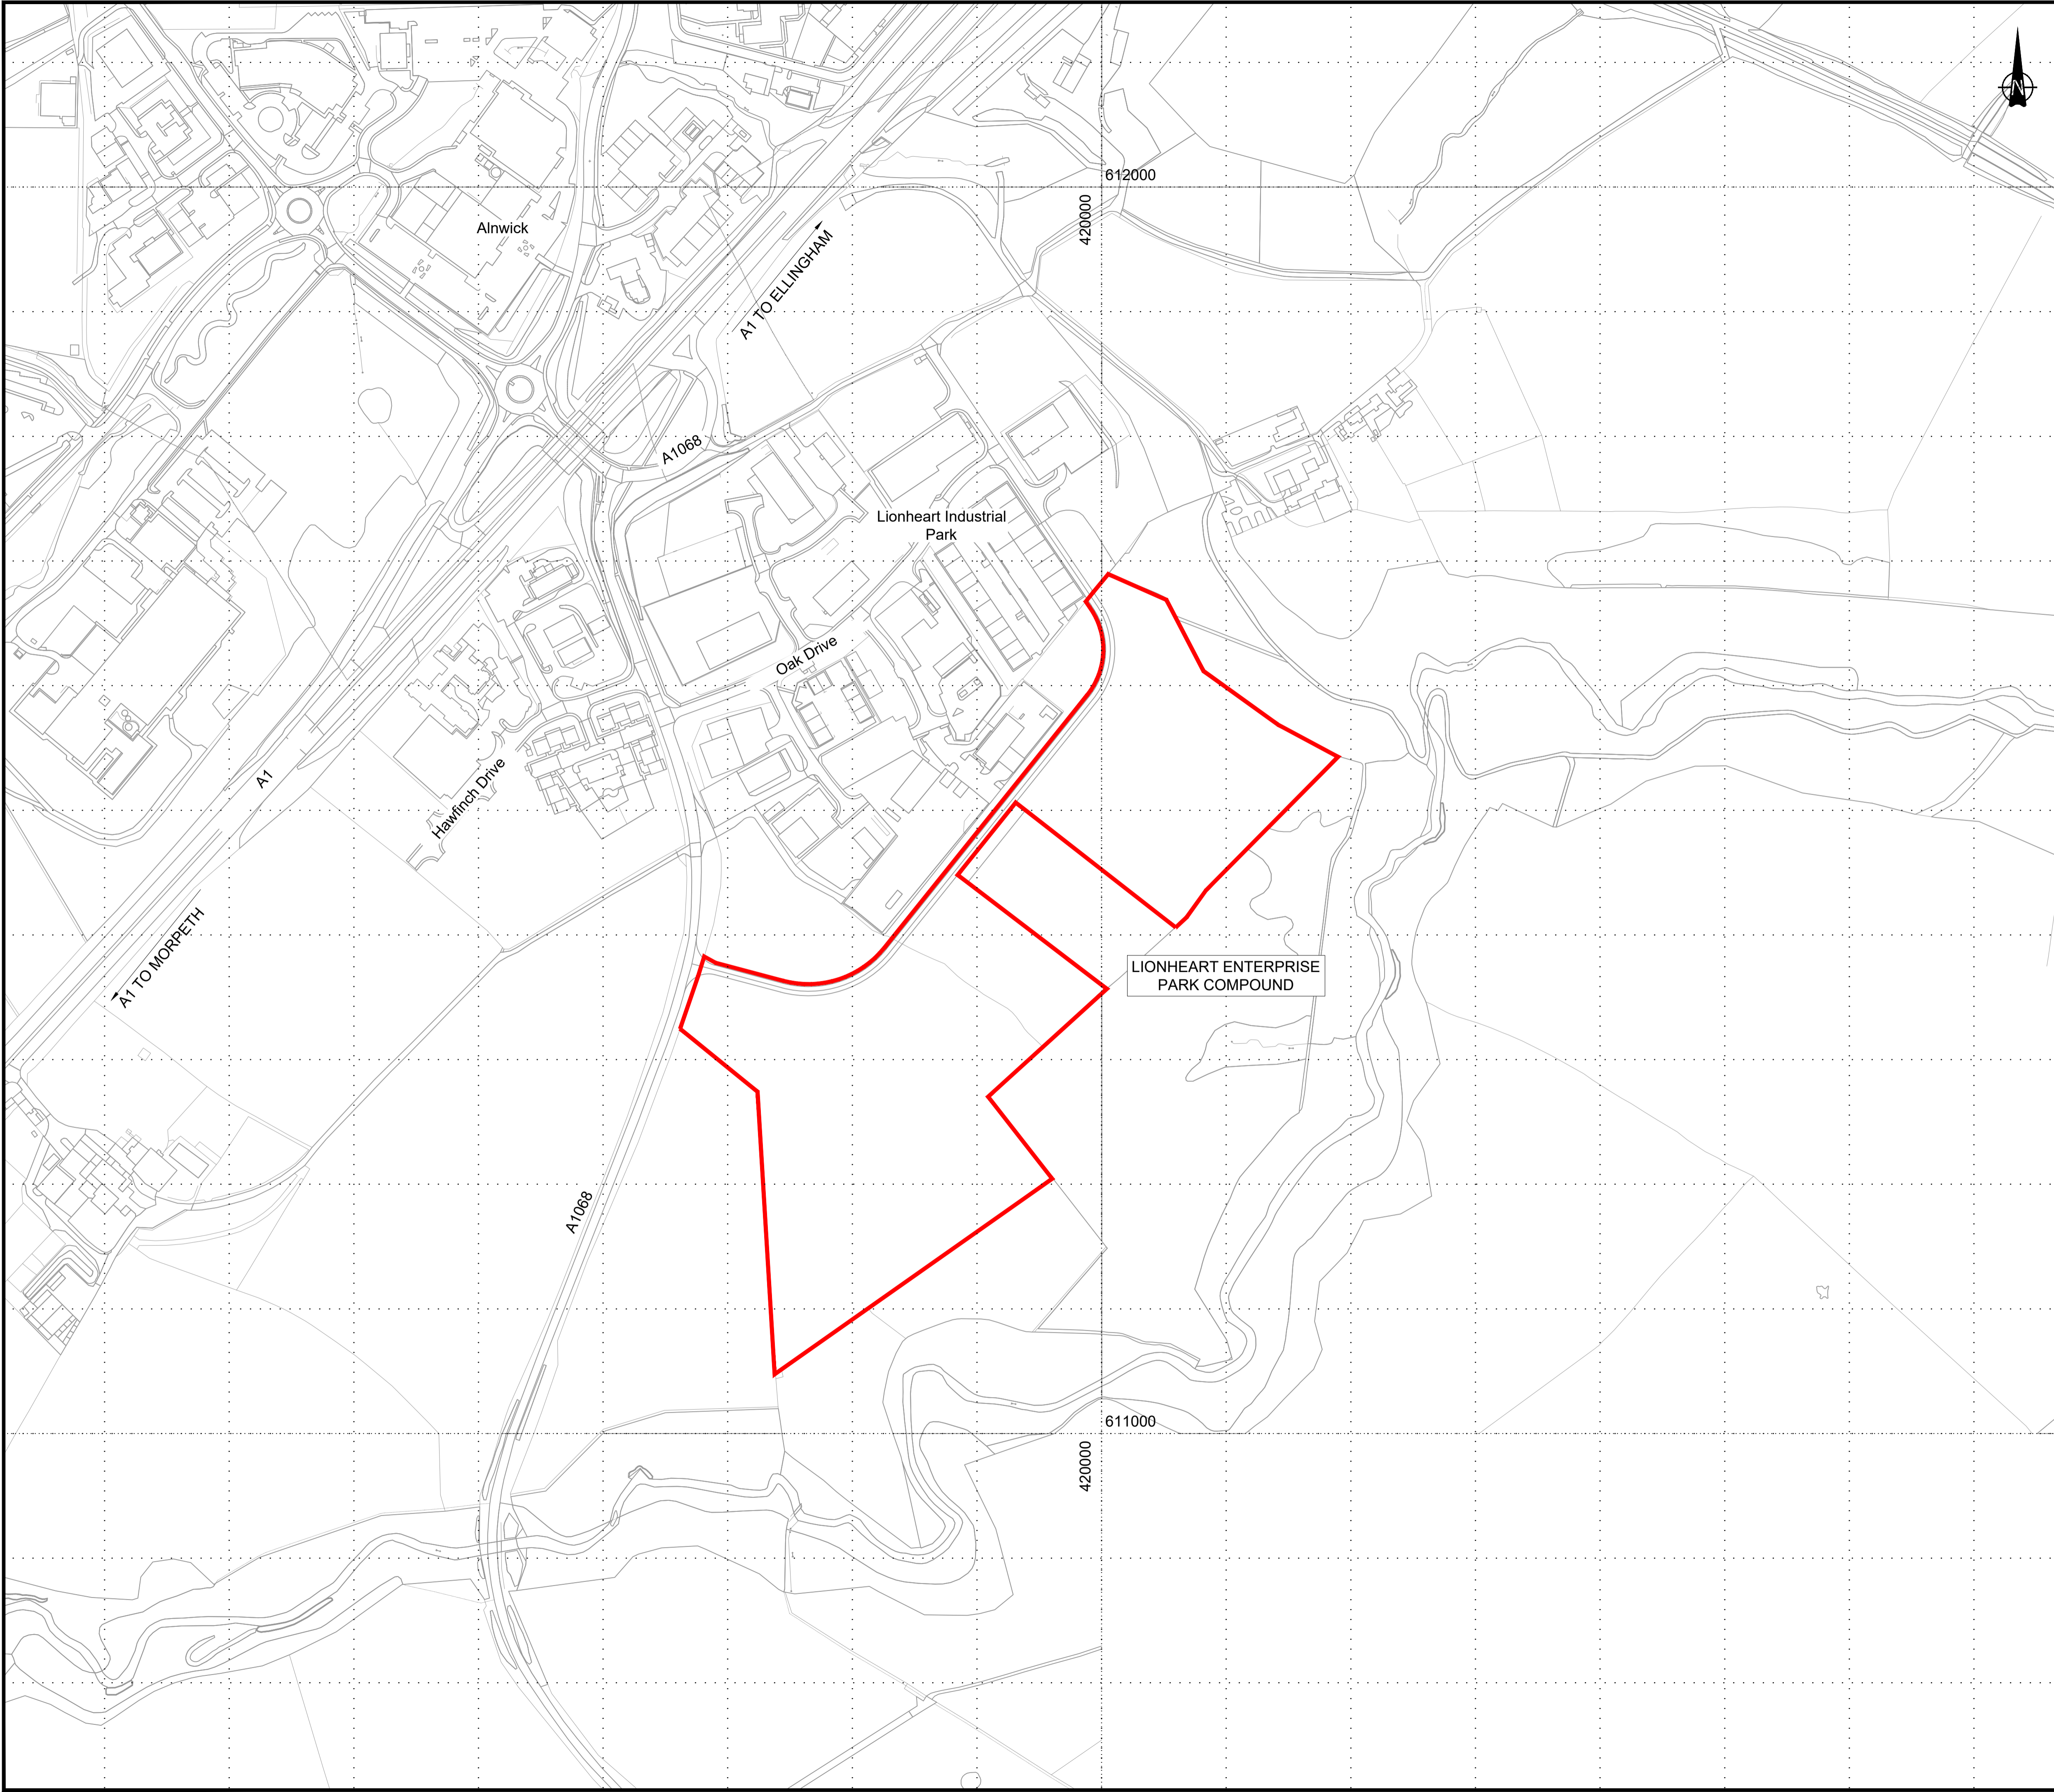 N
612000
420000
Alnwick
A1 TO ELLINGHAM
A1068
Lionheart Industrial
Park
Oak Drive
A1
Hawfinch Drive
A1 TO MORPETH
LIONHEART ENTERPRISE
PARK COMPOUND
A1068
611000
420000